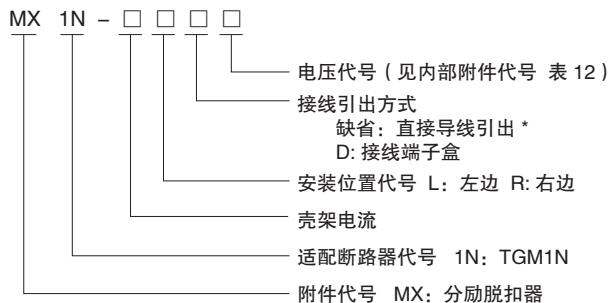 MX 1N – □ □ □ □
电压代号（见内部附件代号 表 12）
接线引出方式
缺省：直接导线引出 *
D: 接线端子盒
安装位置代号 L：左边 R: 右边
壳架电流
适配断路器代号 1N：TGM1N
附件代号 MX：分励脱扣器